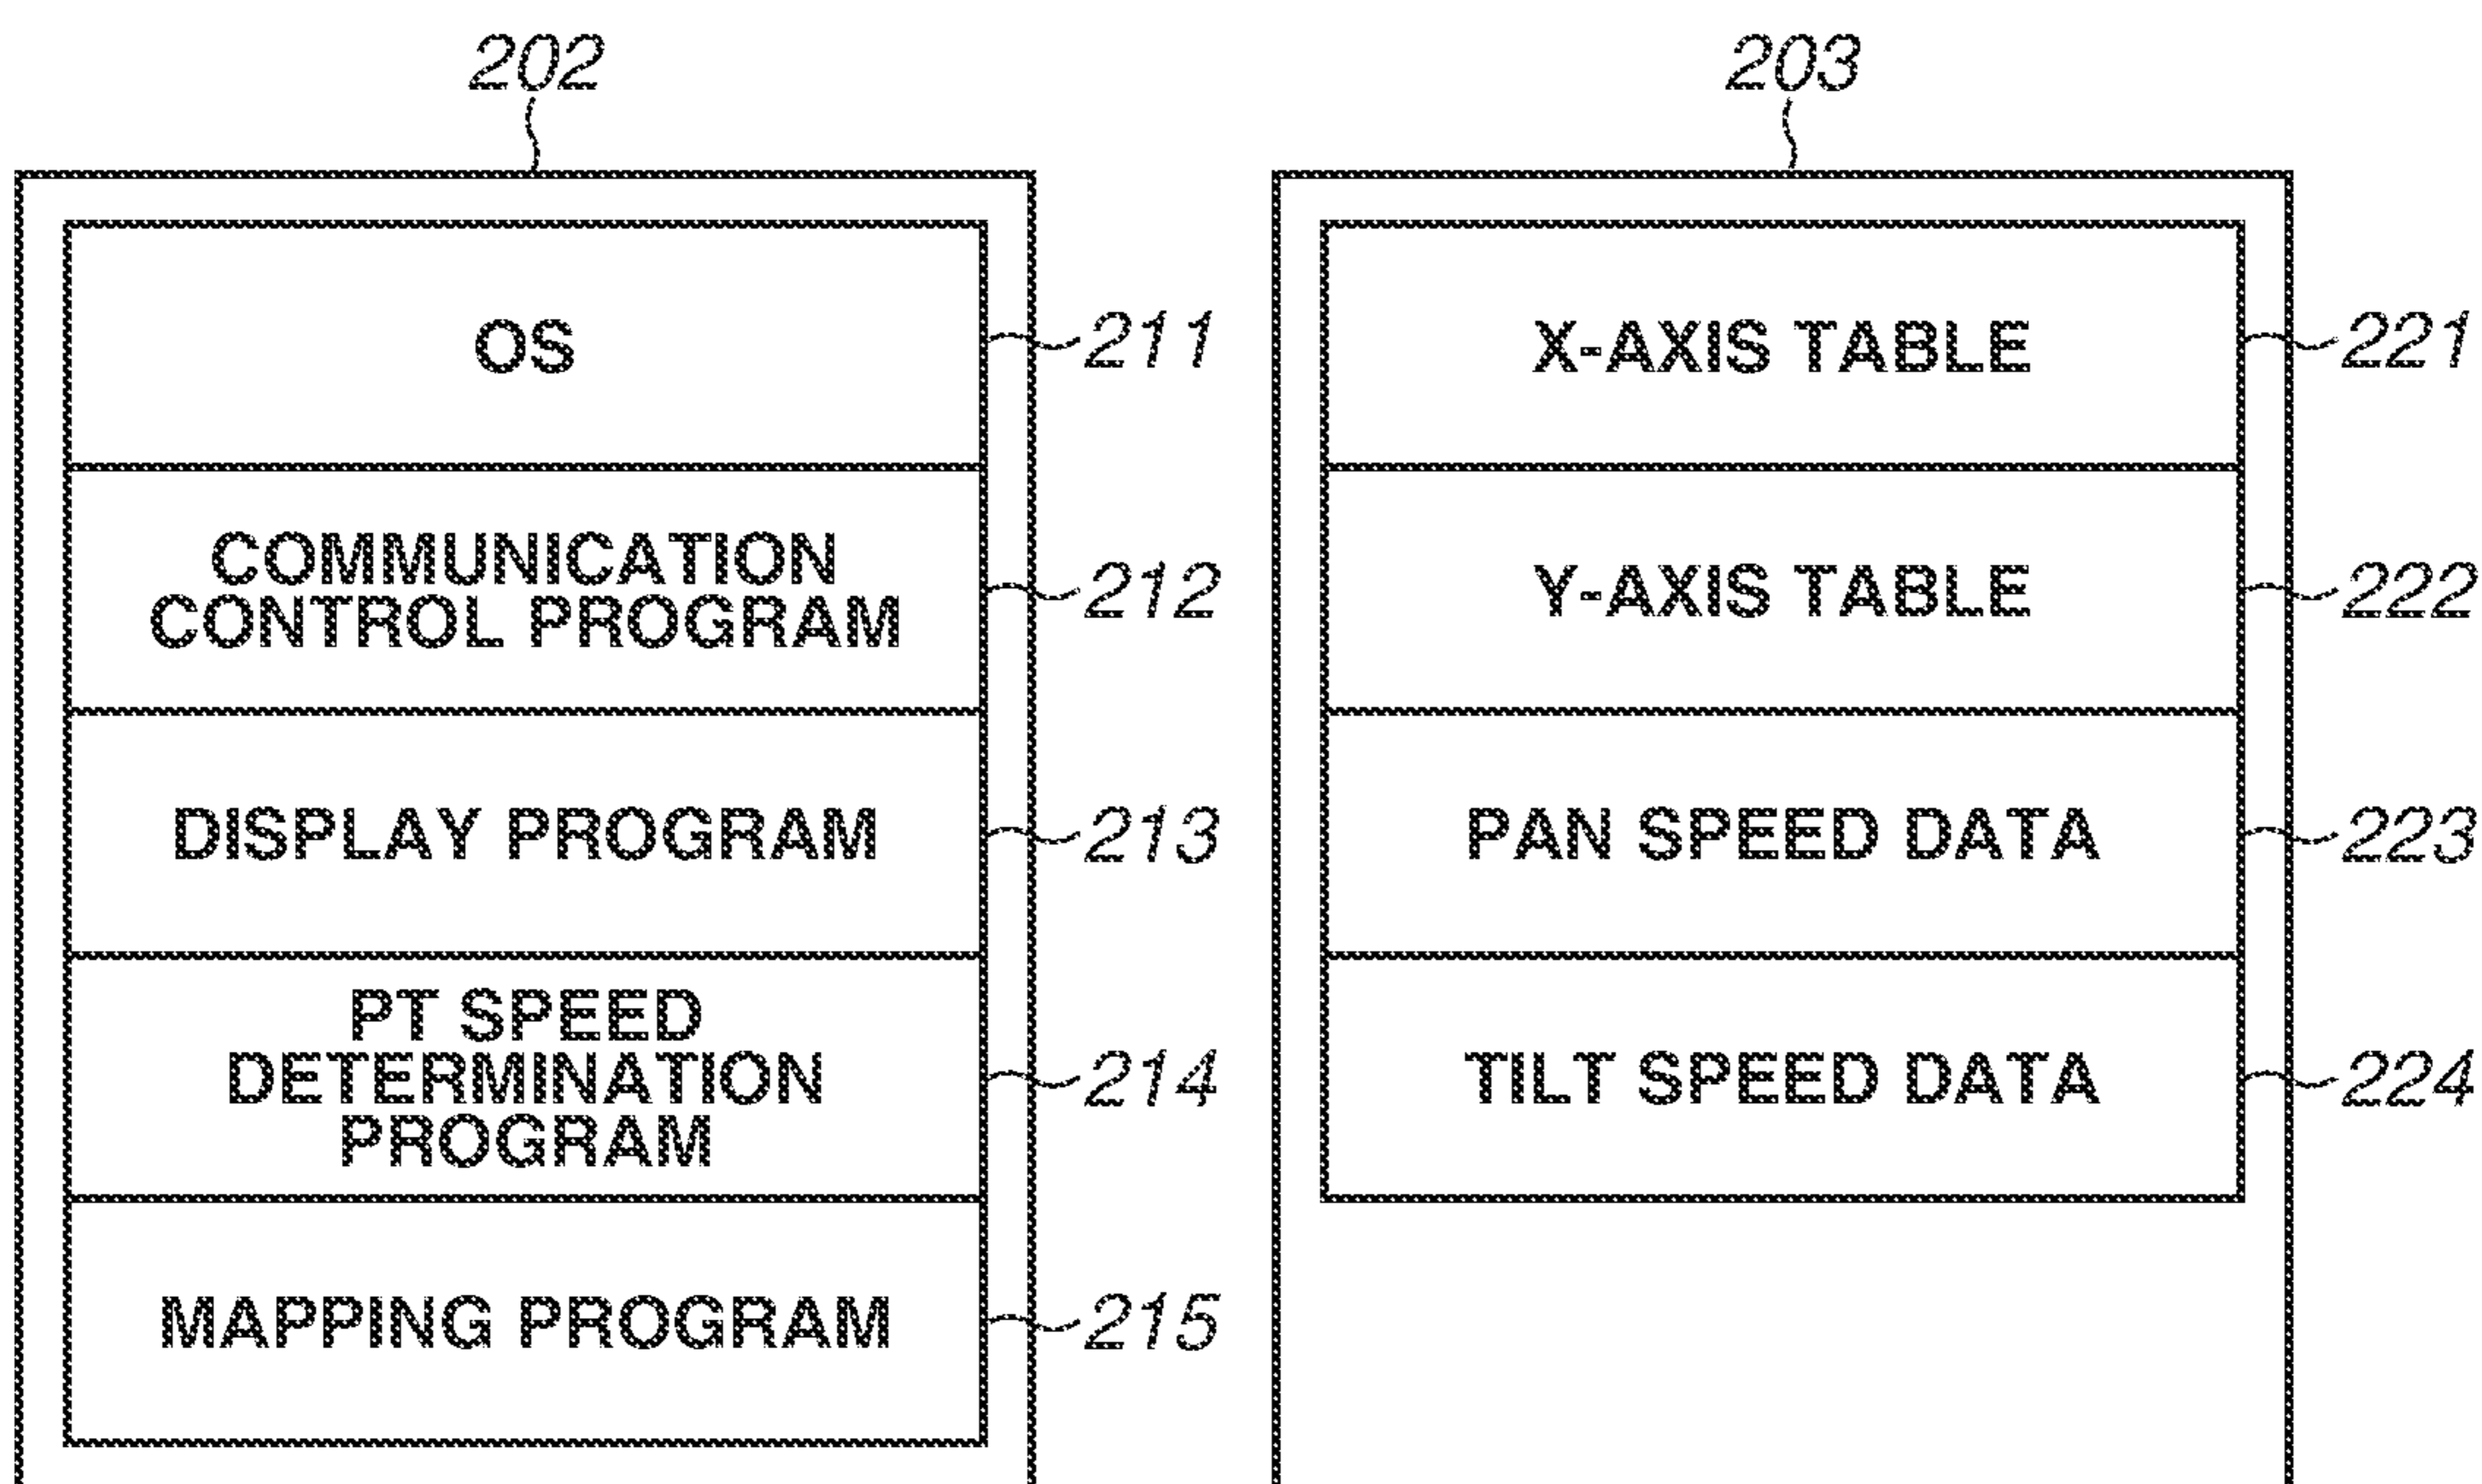 202
OS
211
COMMUNICATION
CONTROL PROGRAM
212
DISPLAY PROGRAM
213
PT SPEED
DETERMINATION
PROGRAM
214
MAPPING PROGRAM
215
203
X-AXIS TABLE
221
Y-AXIS TABLE
222
PAN SPEED DATA
223
TILT SPEED DATA
224